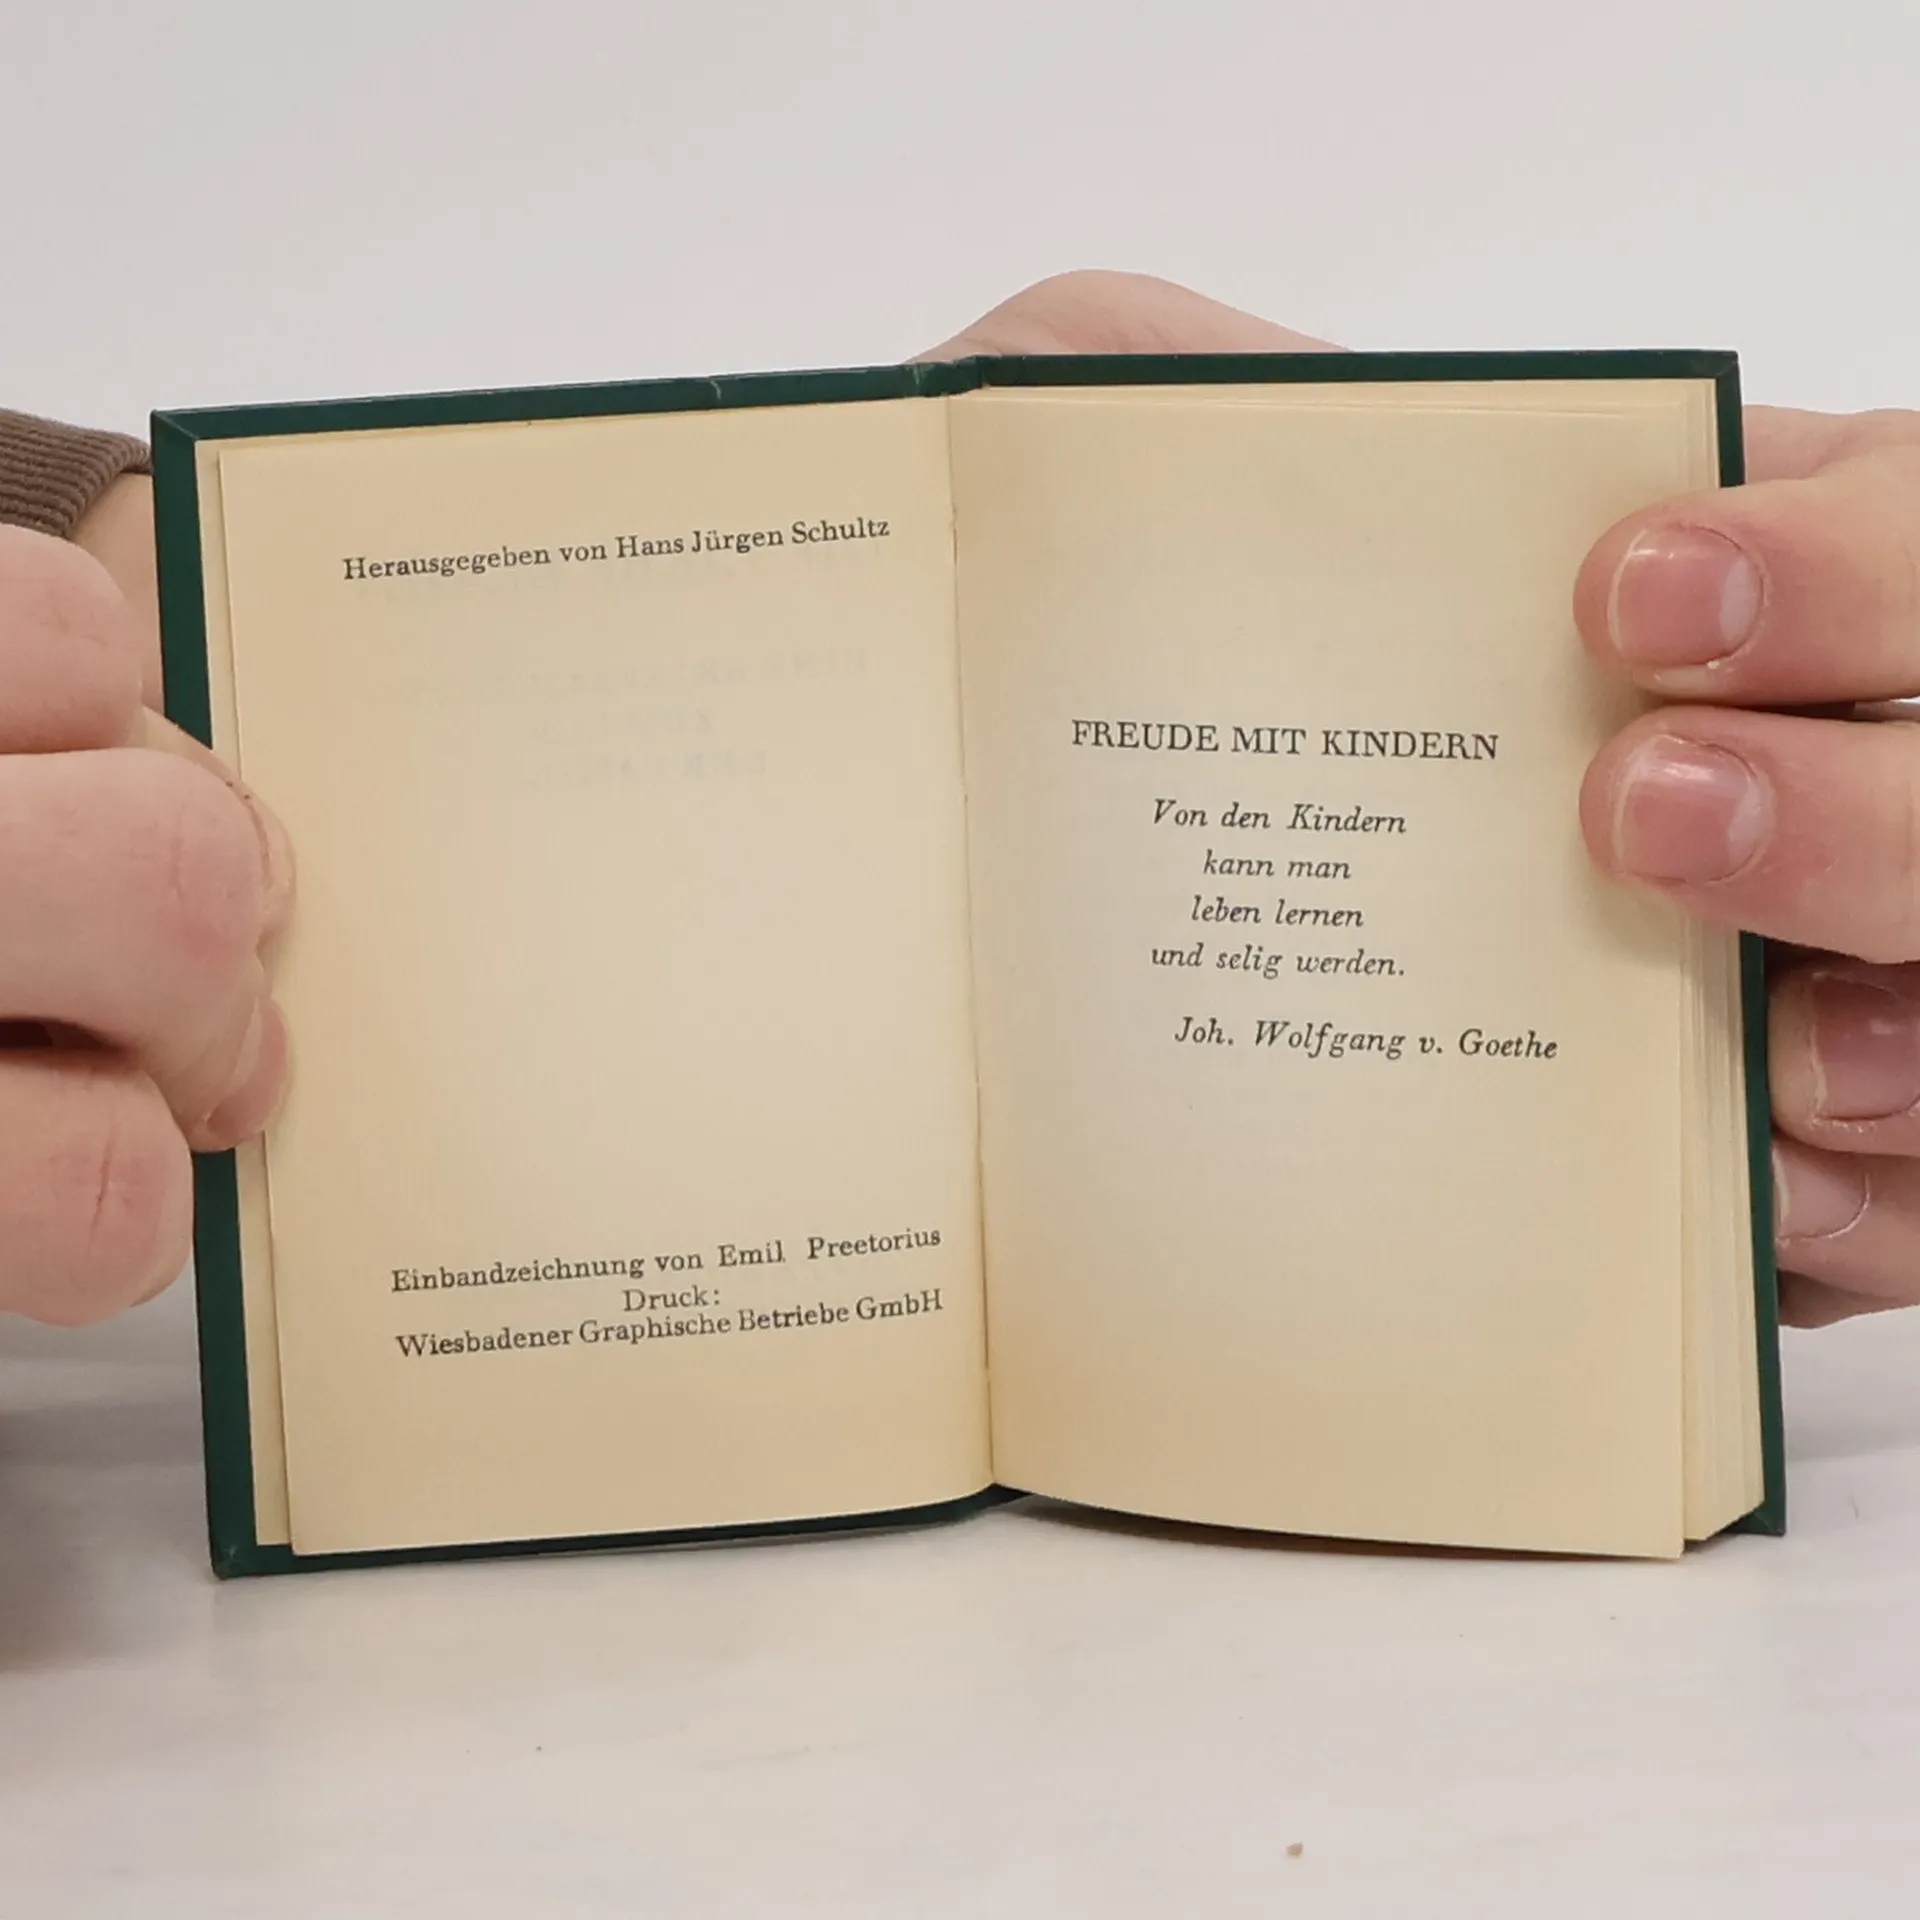 Herausgegeben von Hans Jürgen Schultz
Einbandzeichnung von Emil Preetorius
Druck:
Wiesbadener Graphische Betriebe GmbH
FREUDE MIT KINDERN
Von den Kindern
kann man
leben lernen
und selig werden.
Joh. Wolfgang v. Goethe